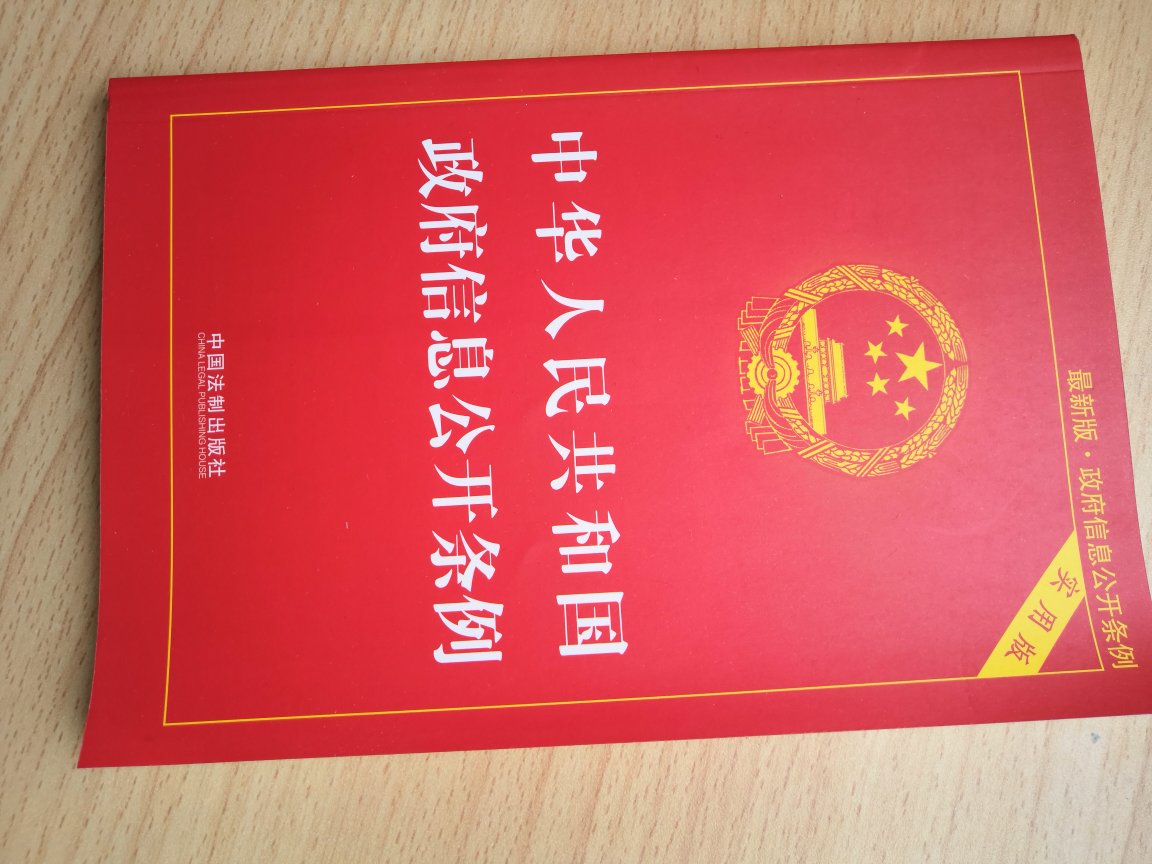 最新版·政府信息公开条例
实用版
中华人民共和国
政府信息公开条例
中国法制出版社
CHINA LEGAL PUBLISHING HOUSE